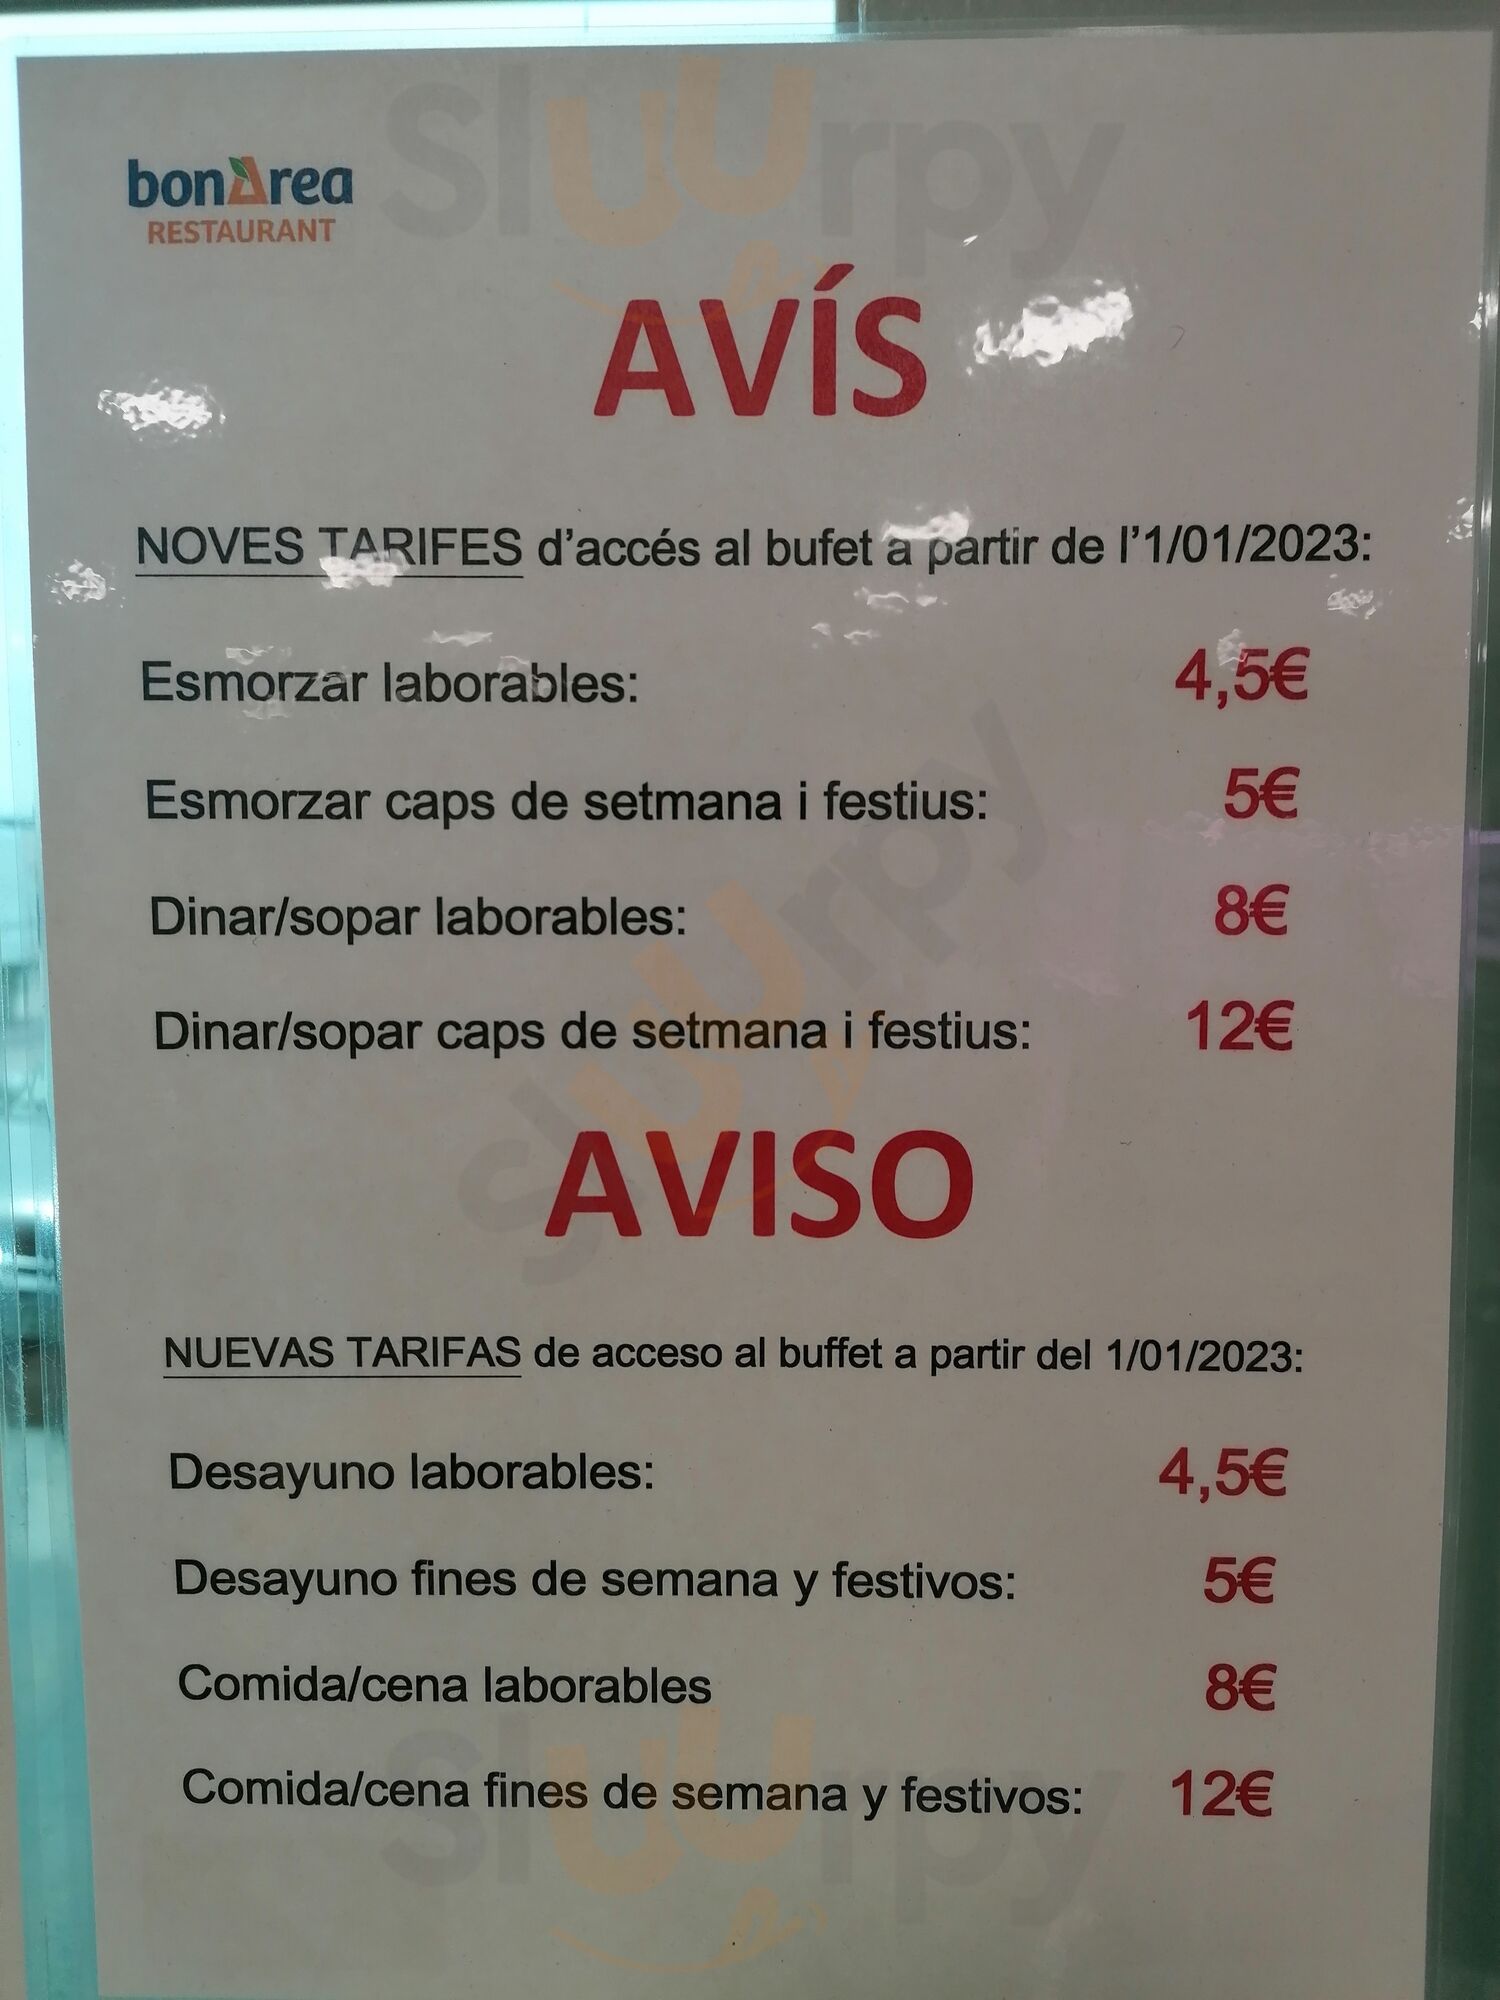 Sluurpy
bonArea
RESTAURANT
AVÍS
NOVES TARIFES d'accés al bufet a partir de l'1/01/2023:
Esmorzar laborables: 4,5€
Esmorzar caps de setmana i festius: 5€
Dinar/sopar laborables: 8€
Dinar/sopar caps de setmana i festius: 12€
Sluurpy
AVISO
NUEVAS TARIFAS de acceso al buffet a partir del 1/01/2023:
Desayuno laborables: 4,5€
Desayuno fines de semana y festivos: 5€
Comida/cena laborables 8€
Comida/cena fines de semana y festivos: 12€
Sluurpy